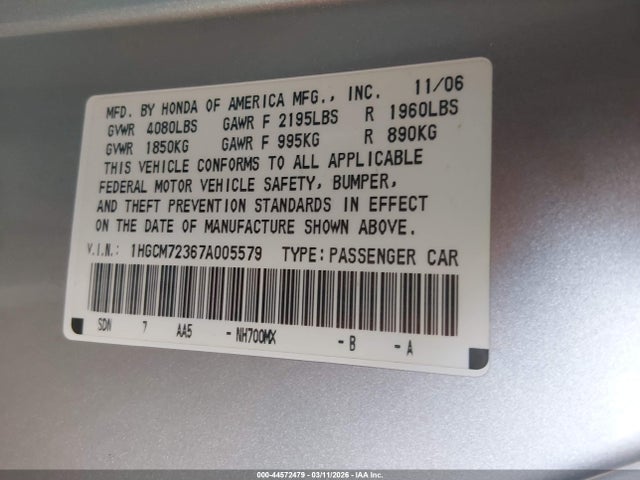 MFD. BY HONDA OF AMERICA MFG., INC. 11/06
GVWR 4080LBS GAWR F 2195LBS R 1960LBS
GVWR 1850KG GAWR F 995KG R 890KG
THIS VEHICLE CONFORMS TO ALL APPLICABLE
FEDERAL MOTOR VEHICLE SAFETY, BUMPER,
AND THEFT PREVENTION STANDARDS IN EFFECT
ON THE DATE OF MANUFACTURE SHOWN ABOVE.
V.I.N.: 1HGCM72367A005579 TYPE: PASSENGER CAR
SDN 7 AA5 - NH700MX - B - A
000-44572479 | 03/11/2026 | IAA Inc.